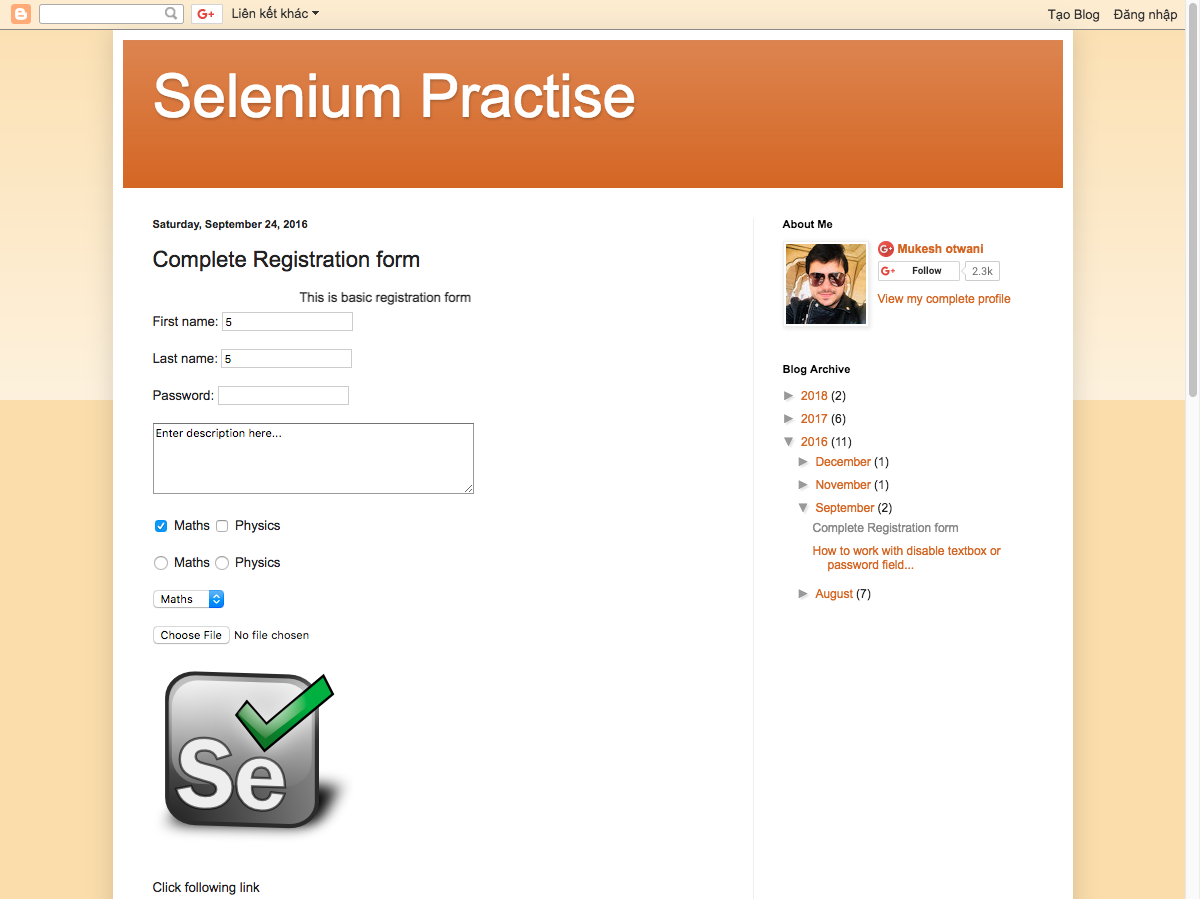 G+ Liên kết khác Tạo Blog Đăng nhập
Selenium Practise
Saturday, September 24, 2016
Complete Registration form
This is basic registration form
First name: 5
Last name: 5
Password:
Enter description here...
Maths Physics
Maths Physics
Maths
Choose File No file chosen
Se
Click following link
About Me
G+ Mukesh otwani
G+ Follow 2.3k
View my complete profile
Blog Archive
► 2018 (2)
► 2017 (6)
▼ 2016 (11)
► December (1)
► November (1)
▼ September (2)
Complete Registration form
How to work with disable textbox or
password field...
► August (7)